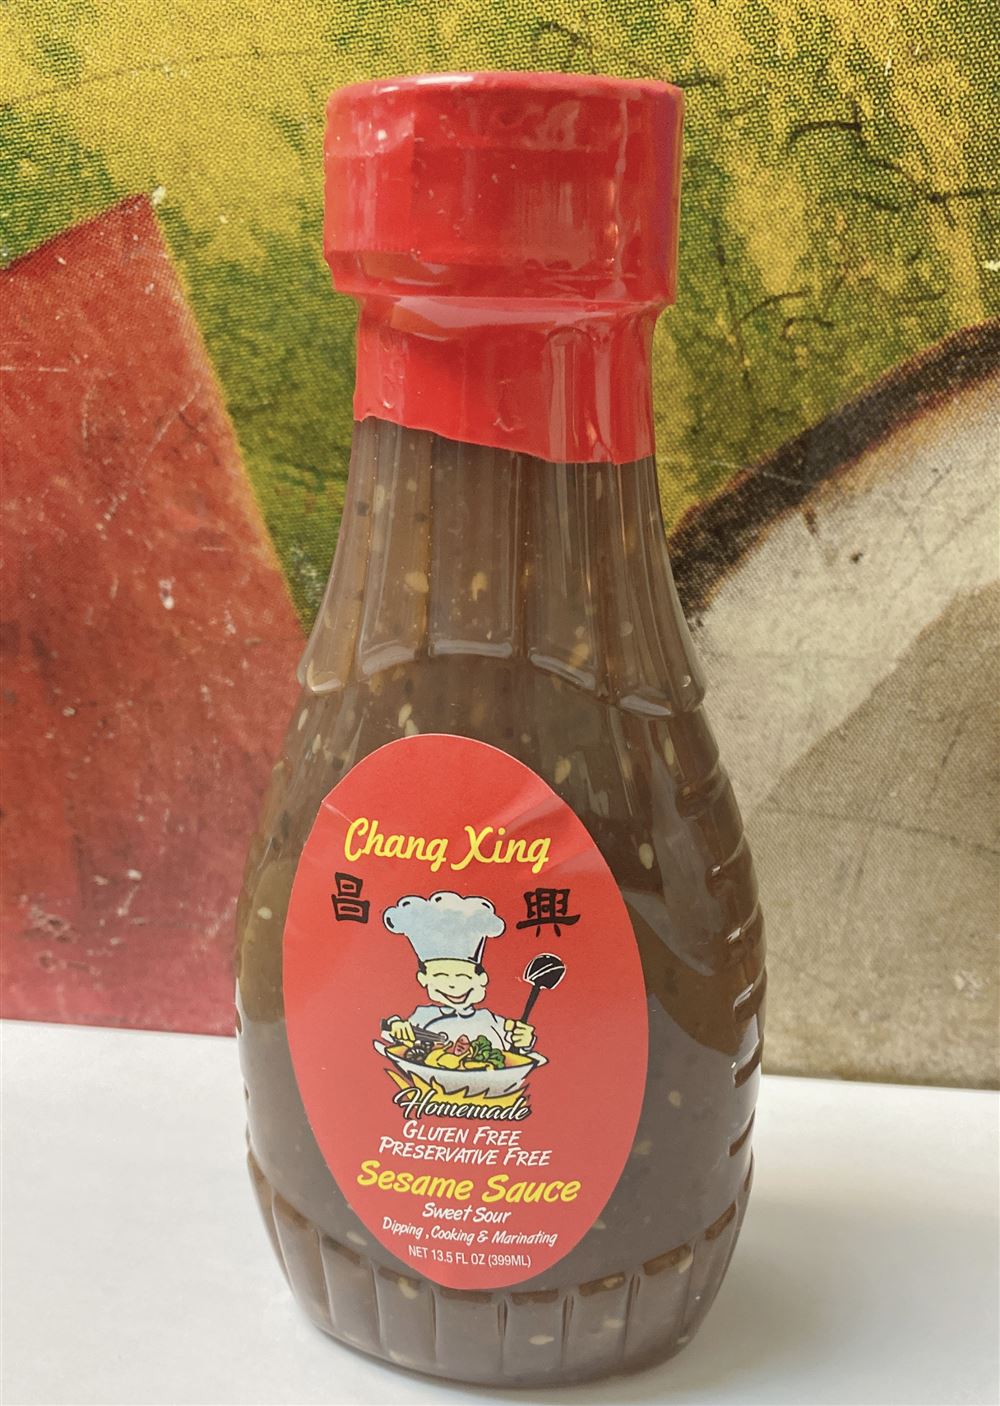 Chang Xing
昌 興
Homemade
GLUTEN FREE
PRESERVATIVE FREE
Sesame Sauce
Sweet Sour
Dipping , Cooking & Marinating
NET 13.5 FL OZ (399ML)